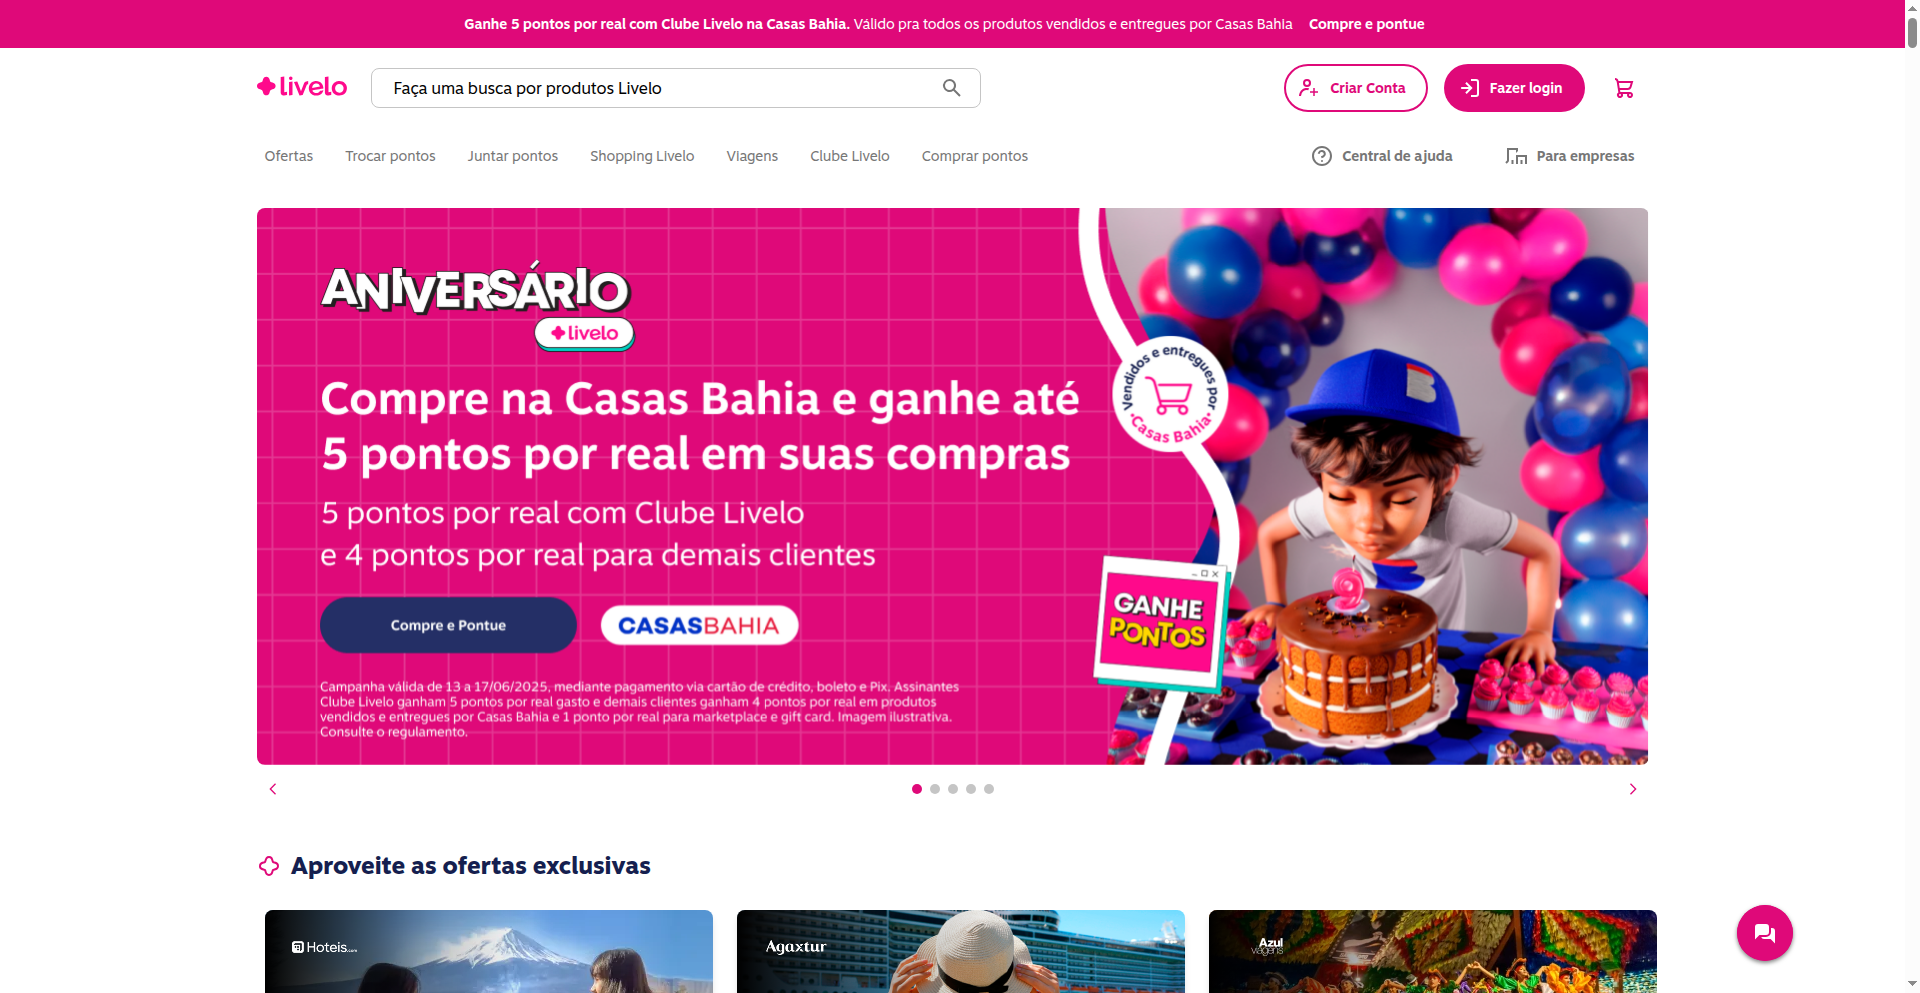 Ganhe 5 pontos por real com Clube Livelo na Casas Bahia. Válido pra todos os produtos vendidos e entregues por Casas Bahia Compre e pontue
livelo
Faça uma busca por produtos Livelo
Criar Conta
Fazer login
Ofertas
Trocar pontos
Juntar pontos
Shopping Livelo
Viagens
Clube Livelo
Comprar pontos
Central de ajuda
Para empresas
ANIVERSÁRIO
livelo
Compre na Casas Bahia e ganhe até
5 pontos por real em suas compras
5 pontos por real com Clube Livelo
e 4 pontos por real para demais clientes
Compre e Pontue
CASASBAHIA
Campanha válida de 13 a 17/06/2025, mediante pagamento via cartão de crédito, boleto e Pix. Assinantes
Clube Livelo ganham 5 pontos por real gasto e demais clientes ganham 4 pontos por real em produtos
vendidos e entregues por Casas Bahia e 1 ponto por real para marketplace e gift card. Imagem ilustrativa.
Consulte o regulamento.
Vendidos e entregues por
Casas Bahia
GANHE
PONTOS
9
Aproveite as ofertas exclusivas
Hoteis
Agaxtur
Azul
viagens